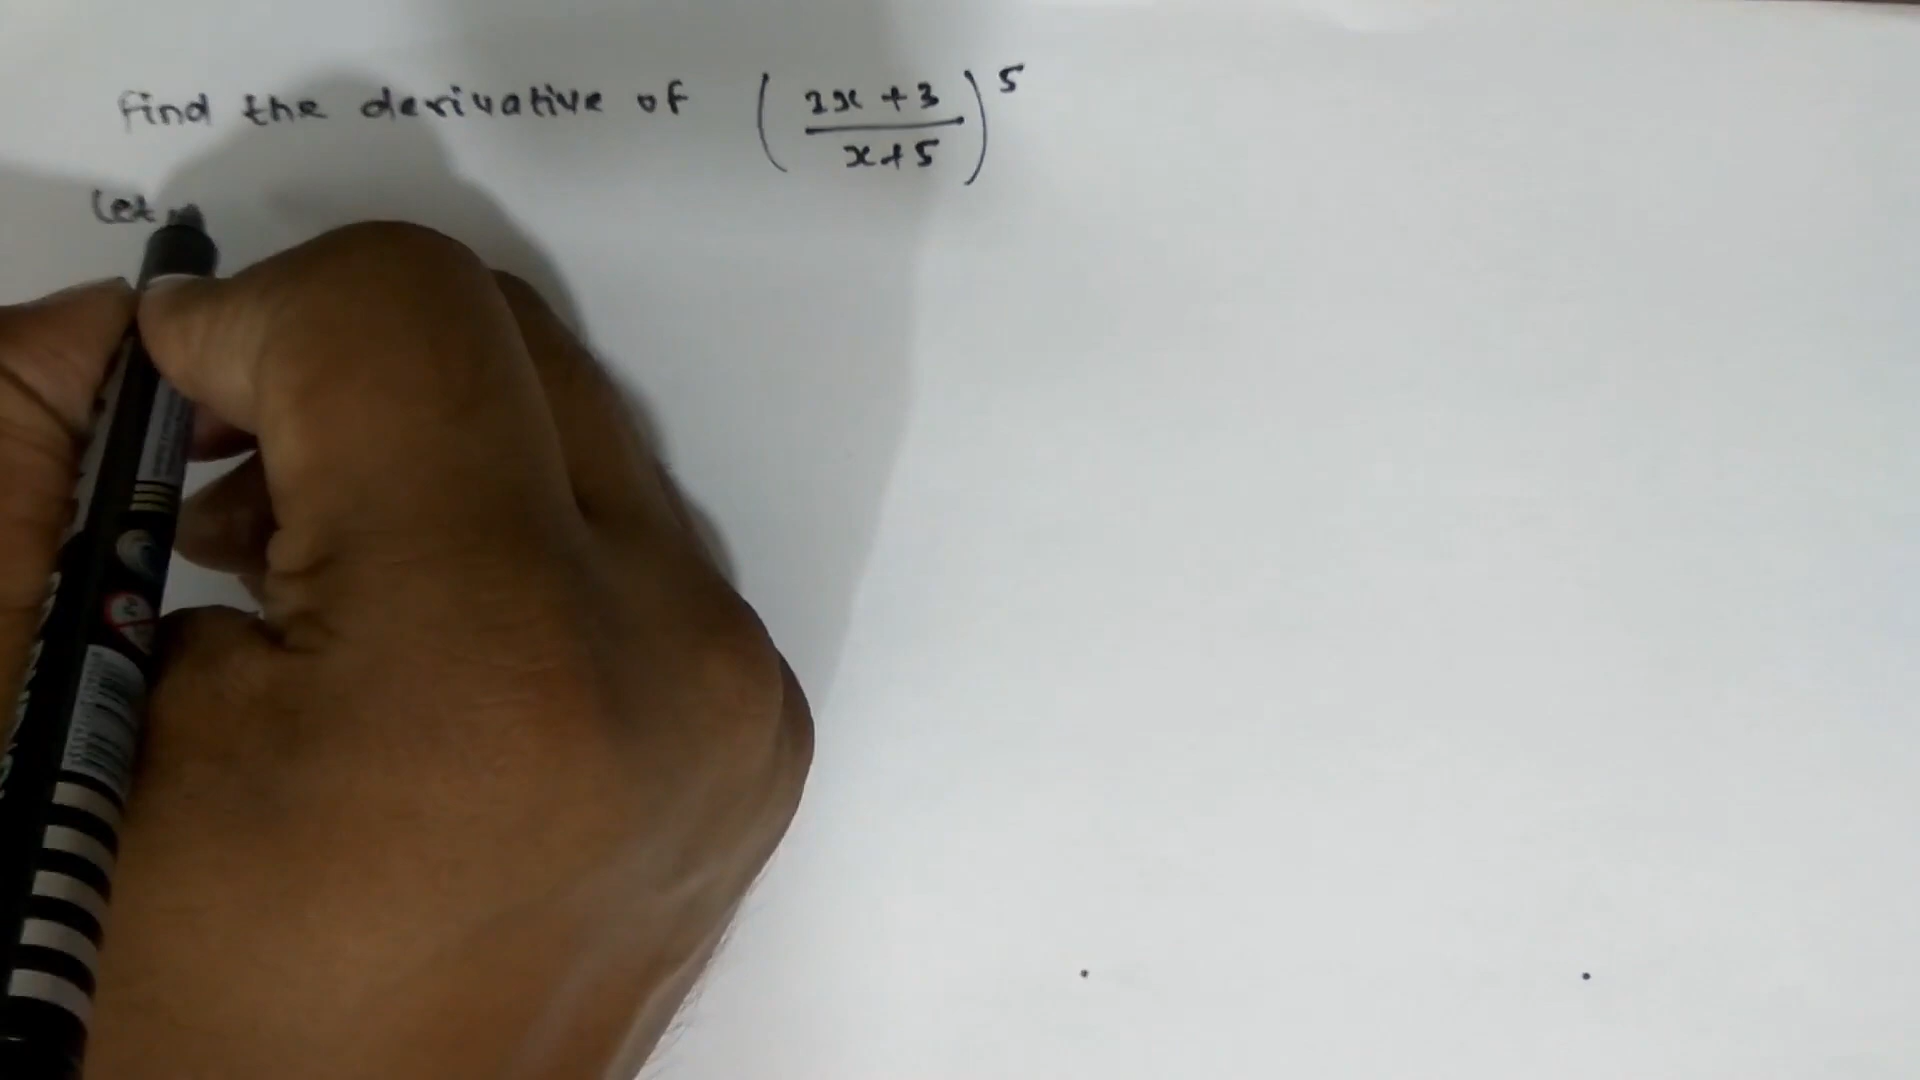 Find the derivative of (2x+3/x+5)^5
Let